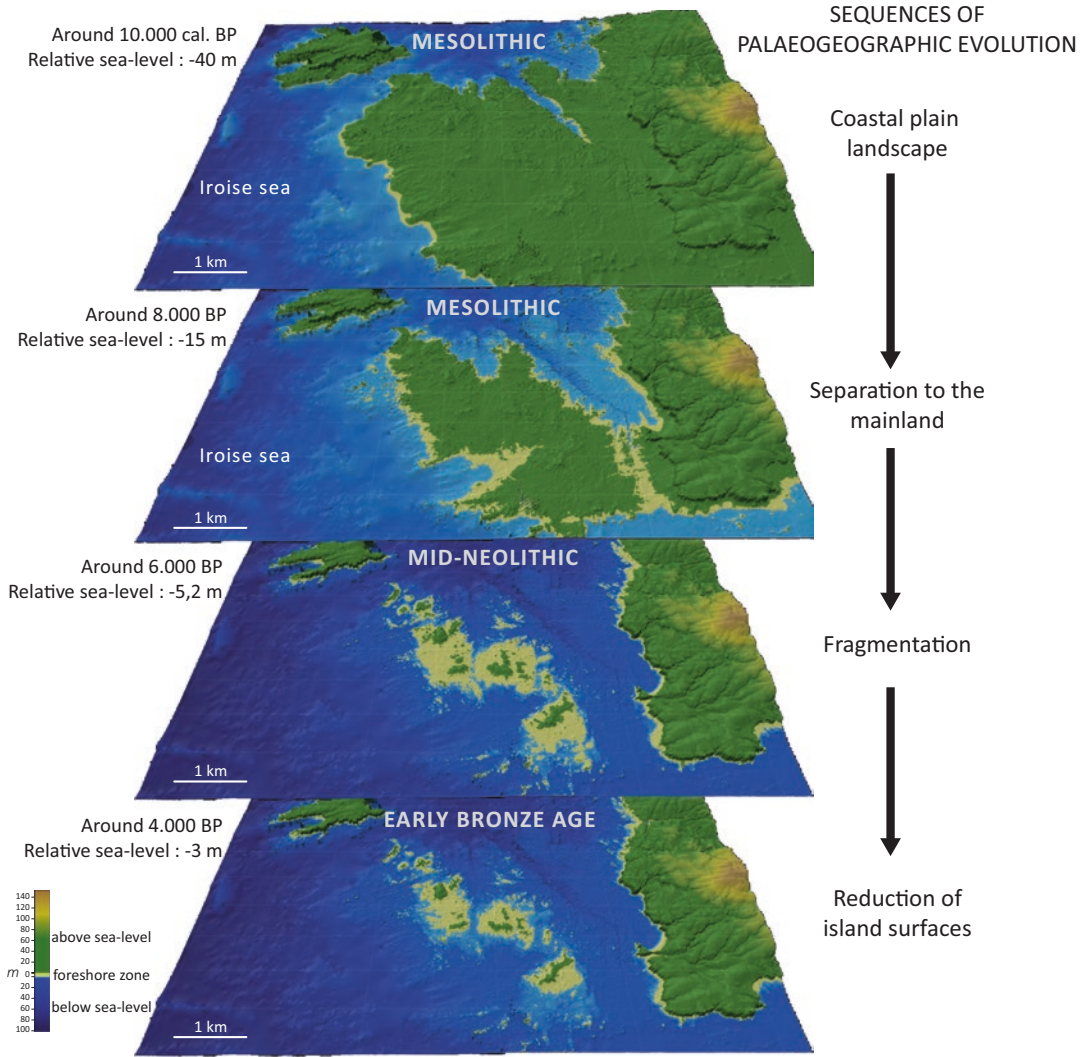 SEQUENCES OF
PALAEOGEOGRAPHIC EVOLUTION
Around 10.000 cal. BP
Relative sea-level : -40 m
MESOLITHIC
Iroise sea
1 km
Coastal plain
landscape
Around 8.000 BP
Relative sea-level : -15 m
MESOLITHIC
Iroise sea
1 km
Separation to the
mainland
Around 6.000 BP
Relative sea-level : -5,2 m
MID-NEOLITHIC
1 km
Fragmentation
Around 4.000 BP
Relative sea-level : -3 m
EARLY BRONZE AGE
1 km
Reduction of
island surfaces
140
120
100
80
60
above sea-level
40
20
m 0
foreshore zone
20
40
60
below sea-level
80
100